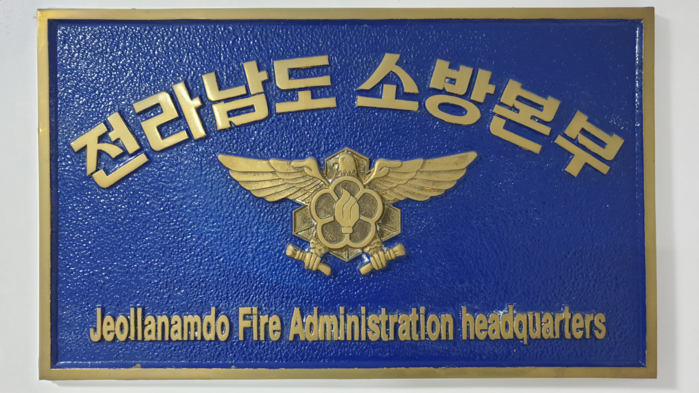 전라남도 소방본부
Jeollanamdo Fire Administration headquarters